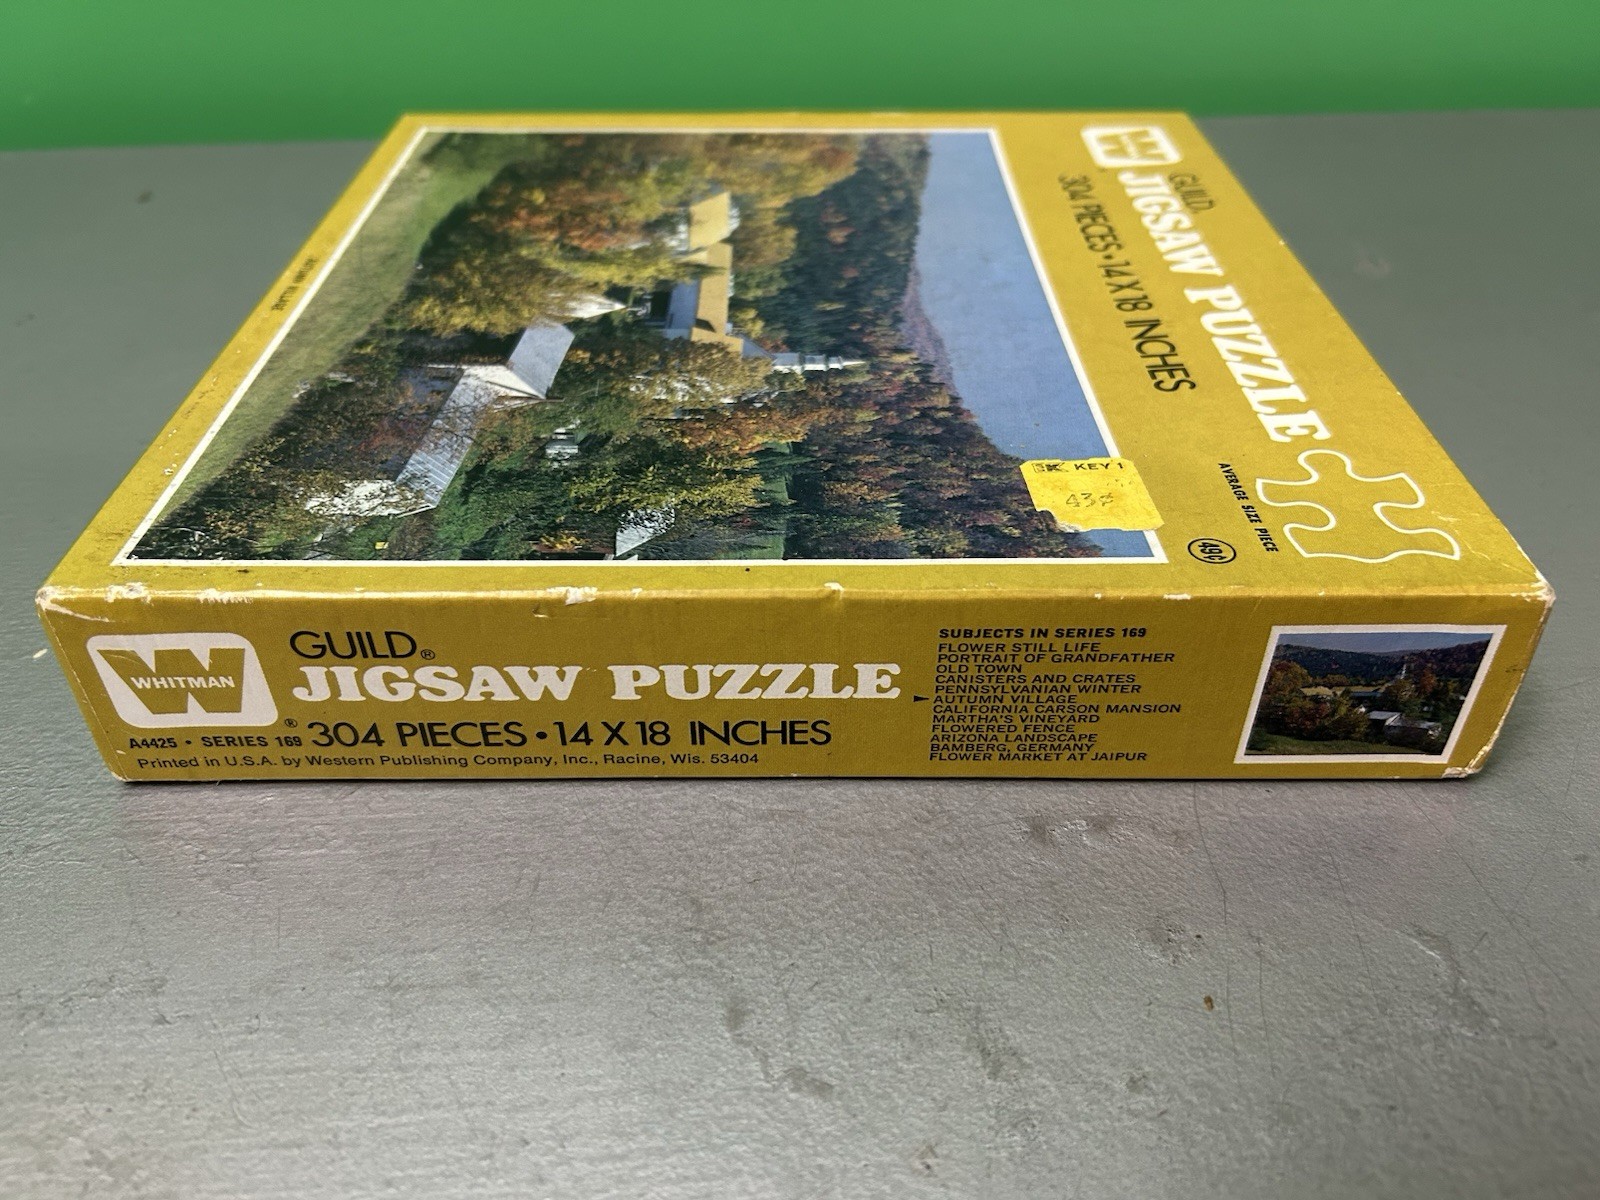 GUILD®
JIGSAW PUZZLE
304 PIECES • 14 X 18 INCHES
AVERAGE SIZE PIECE
49¢
KEY 1
43¢
AUTUMN VILLAGE
WHITMAN
®
GUILD®
JIGSAW PUZZLE
A4425 • SERIES 169
304 PIECES • 14 X 18 INCHES
Printed in U.S.A. by Western Publishing Company, Inc., Racine, Wis. 53404
SUBJECTS IN SERIES 169
FLOWER STILL LIFE
PORTRAIT OF GRANDFATHER
OLD TOWN
CANISTERS AND CRATES
PENNSYLVANIAN WINTER
AUTUMN VILLAGE
CALIFORNIA CARSON MANSION
MARTHA'S VINEYARD
FLOWERED FENCE
ARIZONA LANDSCAPE
BAMBERG, GERMANY
FLOWER MARKET AT JAIPUR